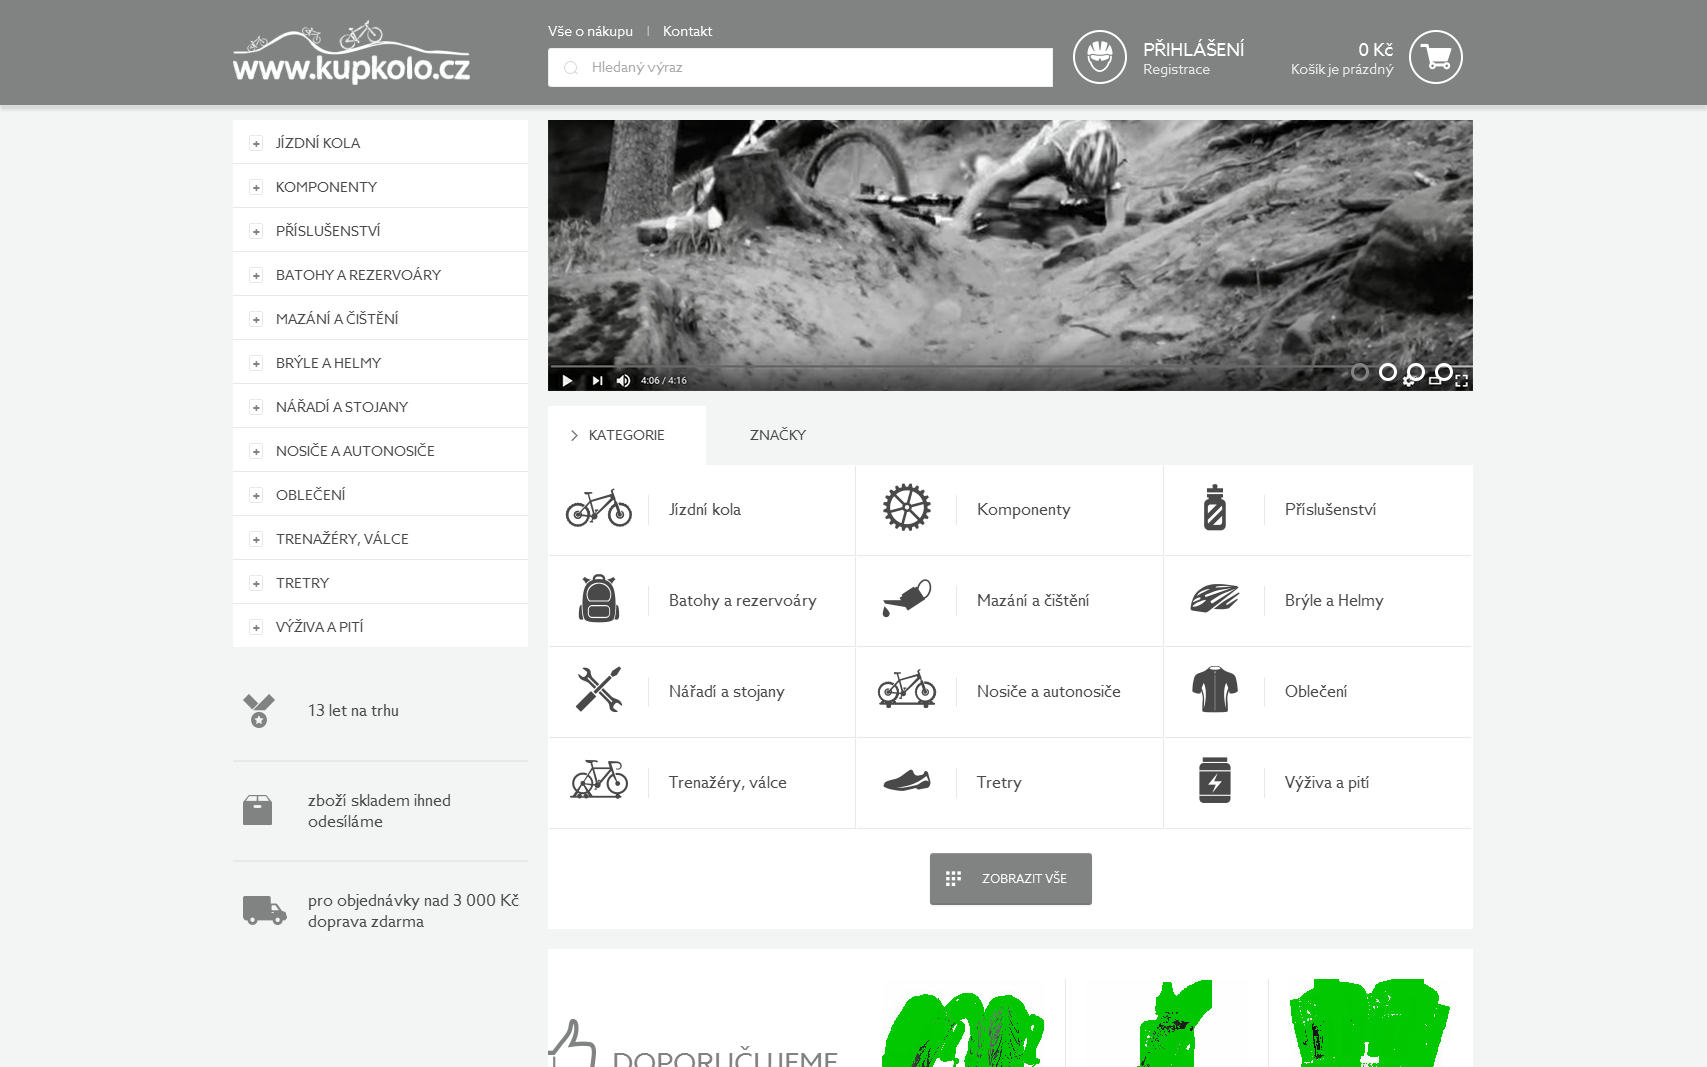 www.kupkolo.cz
Vše o nákupu | Kontakt
Hledaný výraz
PŘIHLÁŠENÍ
Registrace
0 Kč
Košík je prázdný
JÍZDNÍ KOLA
KOMPONENTY
PŘÍSLUŠENSTVÍ
BATOHY A REZERVOÁRY
MAZÁNÍ A ČIŠTĚNÍ
BRÝLE A HELMY
NÁŘADÍ A STOJANY
NOSIČE A AUTONOSIČE
OBLEČENÍ
TRENAŽÉRY, VÁLCE
TRETRY
VÝŽIVA A PITÍ
13 let na trhu
zboží skladem ihned
odesíláme
pro objednávky nad 3 000 Kč
doprava zdarma
4:06 / 4:16
KATEGORIE
ZNAČKY
Jízdní kola
Komponenty
Příslušenství
Batohy a rezervoáry
Mazání a čištění
Brýle a Helmy
Nářadí a stojany
Nosiče a autonosiče
Oblečení
Trenažéry, válce
Tretry
Výživa a pití
ZOBRAZIT VŠE
DOPORUČUJEME